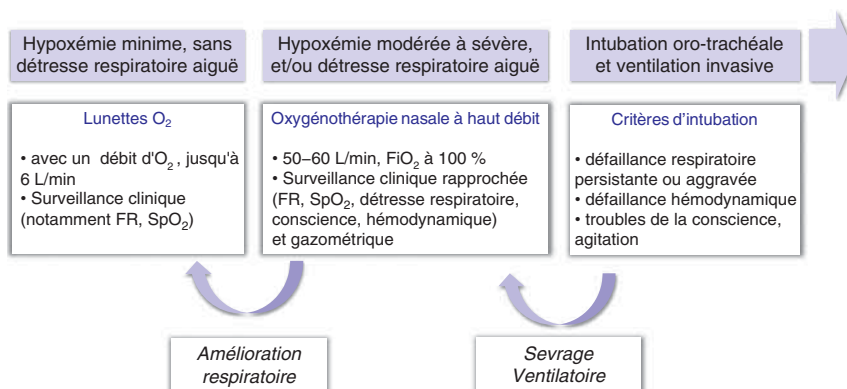 Hypoxémie minime, sans
détresse respiratoire aiguë
Hypoxémie modérée à sévère,
et/ou détresse respiratoire aiguë
Intubation oro-trachéale
et ventilation invasive
Lunettes O2
• avec un débit d'O2, jusqu'à
6 L/min
• Surveillance clinique
(notamment FR, SpO2)
Oxygénothérapie nasale à haut débit
• 50–60 L/min, FiO2 à 100 %
• Surveillance clinique rapprochée
(FR, SpO2, détresse respiratoire,
conscience, hémodynamique)
et gazométrique
Critères d'intubation
• défaillance respiratoire
persistante ou aggravée
• défaillance hémodynamique
• troubles de la conscience,
agitation
Amélioration
respiratoire
Sevrage
Ventilatoire